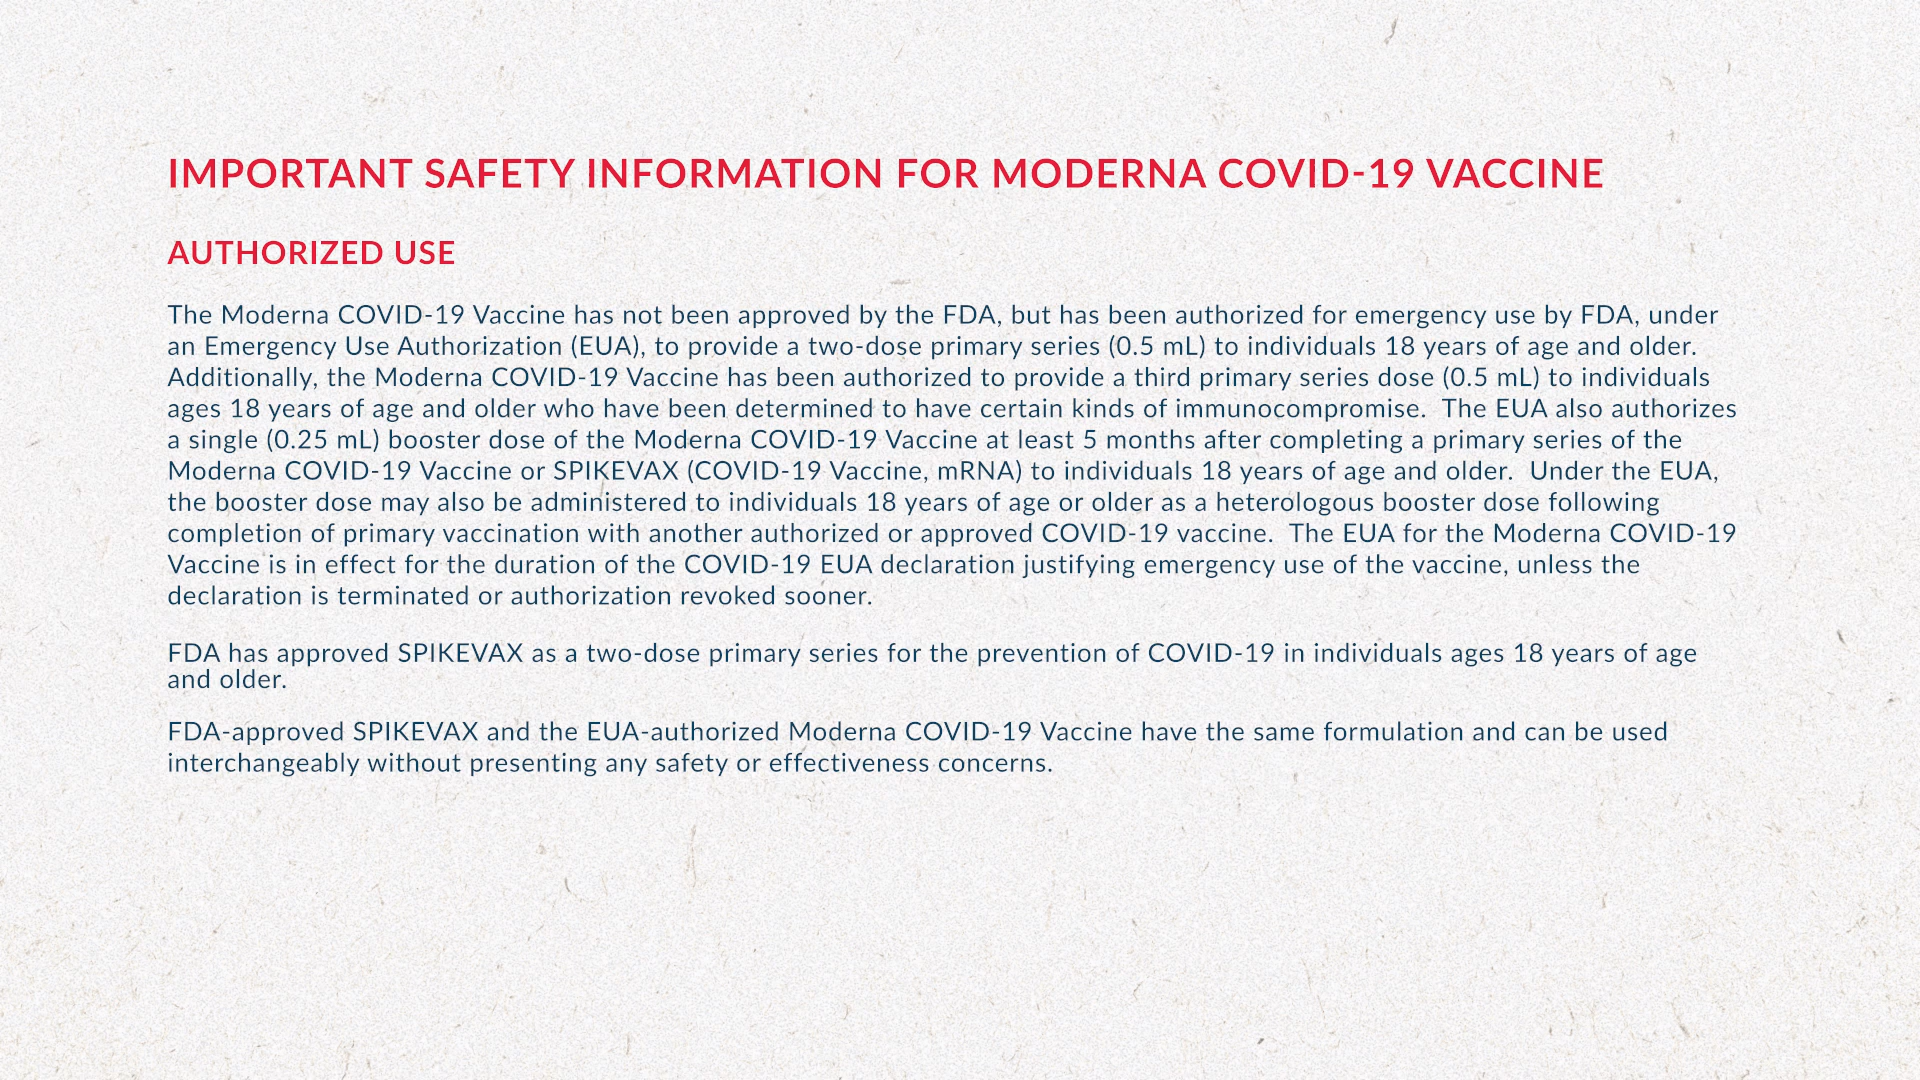 IMPORTANT SAFETY INFORMATION FOR MODERNA COVID-19 VACCINE
AUTHORIZED USE
The Moderna COVID-19 Vaccine has not been approved by the FDA, but has been authorized for emergency use by FDA, under
an Emergency Use Authorization (EUA), to provide a two-dose primary series (0.5 mL) to individuals 18 years of age and older.
Additionally, the Moderna COVID-19 Vaccine has been authorized to provide a third primary series dose (0.5 mL) to individuals
ages 18 years of age and older who have been determined to have certain kinds of immunocompromise.  The EUA also authorizes
a single (0.25 mL) booster dose of the Moderna COVID-19 Vaccine at least 5 months after completing a primary series of the
Moderna COVID-19 Vaccine or SPIKEVAX (COVID-19 Vaccine, mRNA) to individuals 18 years of age and older.  Under the EUA,
the booster dose may also be administered to individuals 18 years of age or older as a heterologous booster dose following
completion of primary vaccination with another authorized or approved COVID-19 vaccine.  The EUA for the Moderna COVID-19
Vaccine is in effect for the duration of the COVID-19 EUA declaration justifying emergency use of the vaccine, unless the
declaration is terminated or authorization revoked sooner.
FDA has approved SPIKEVAX as a two-dose primary series for the prevention of COVID-19 in individuals ages 18 years of age
and older.
FDA-approved SPIKEVAX and the EUA-authorized Moderna COVID-19 Vaccine have the same formulation and can be used
interchangeably without presenting any safety or effectiveness concerns.